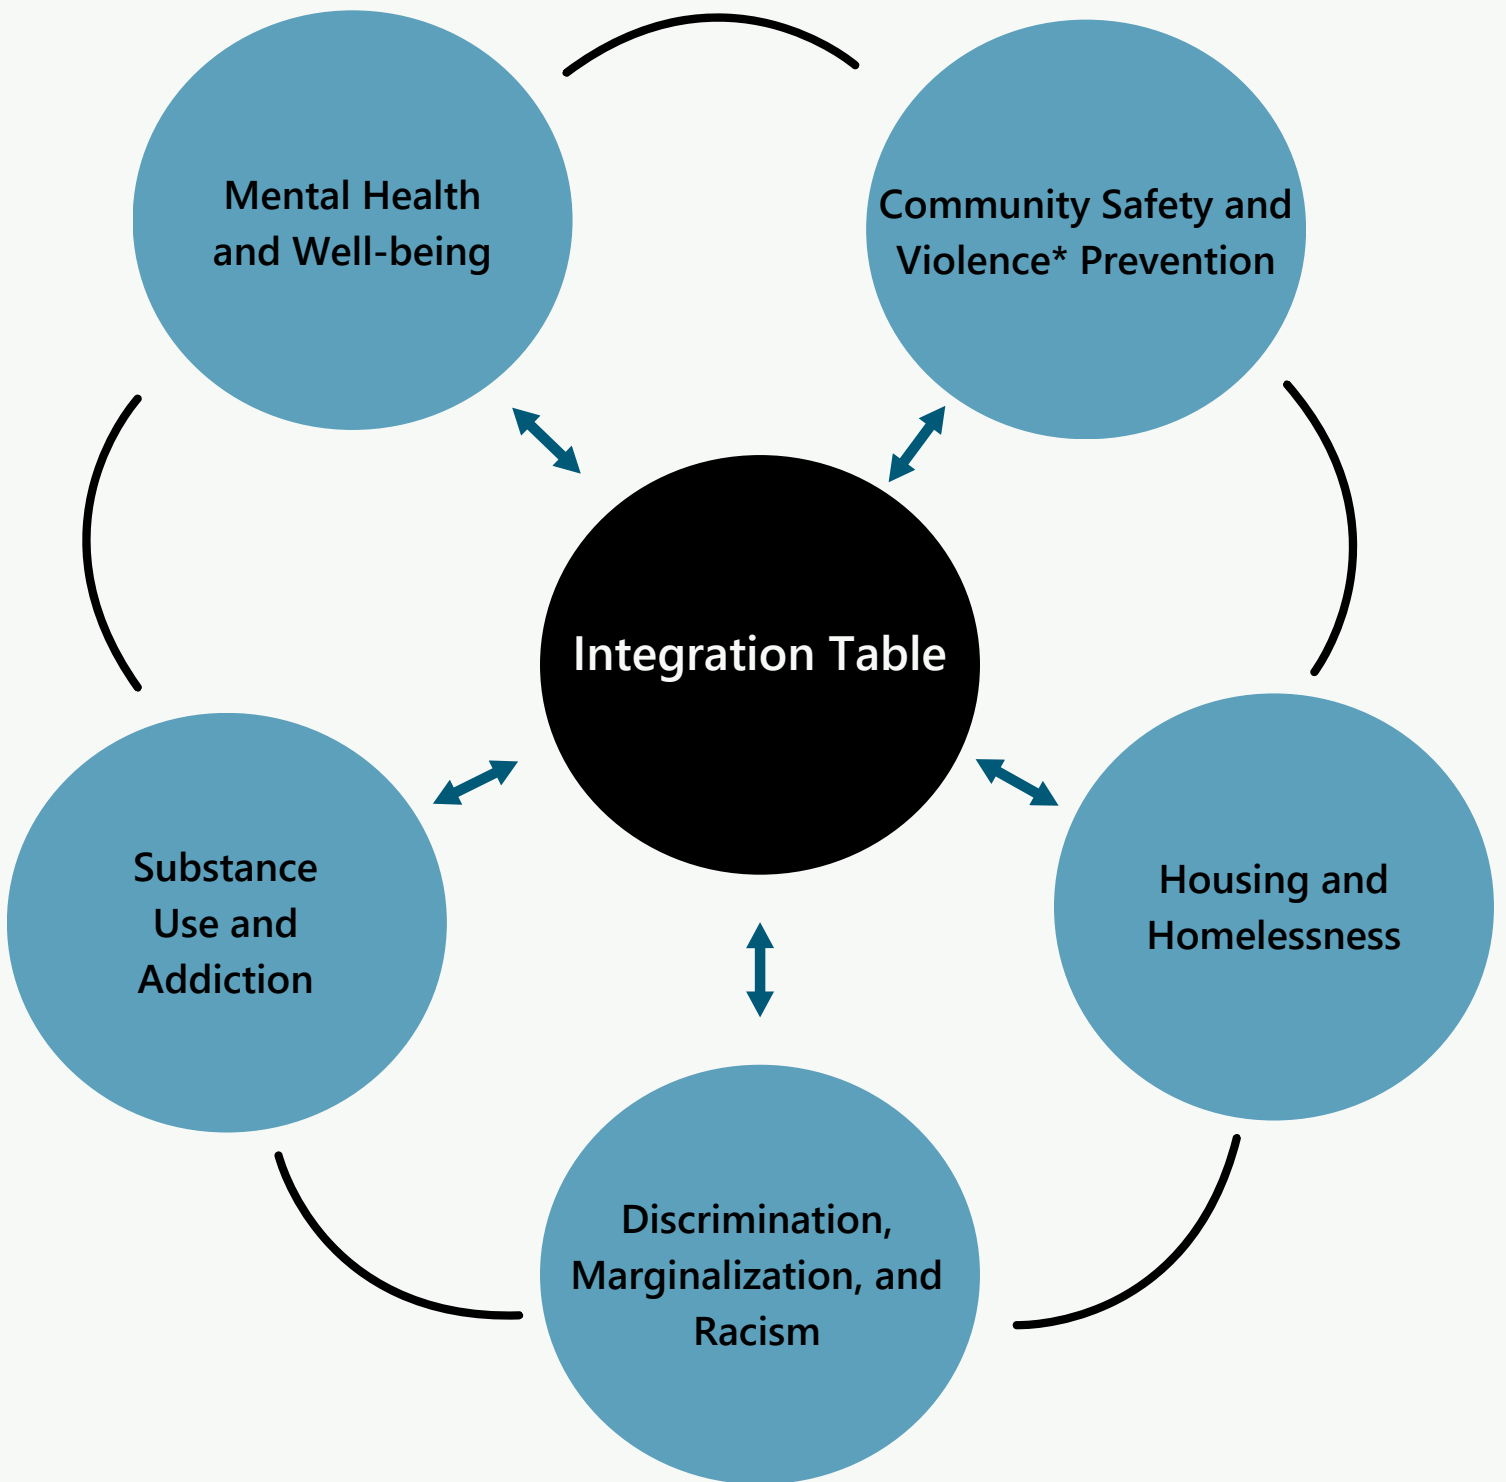 Mental Health
and Well-being
Community Safety and
Violence* Prevention
Integration Table
Substance
Use and
Addiction
Housing and
Homelessness
Discrimination,
Marginalization, and
Racism